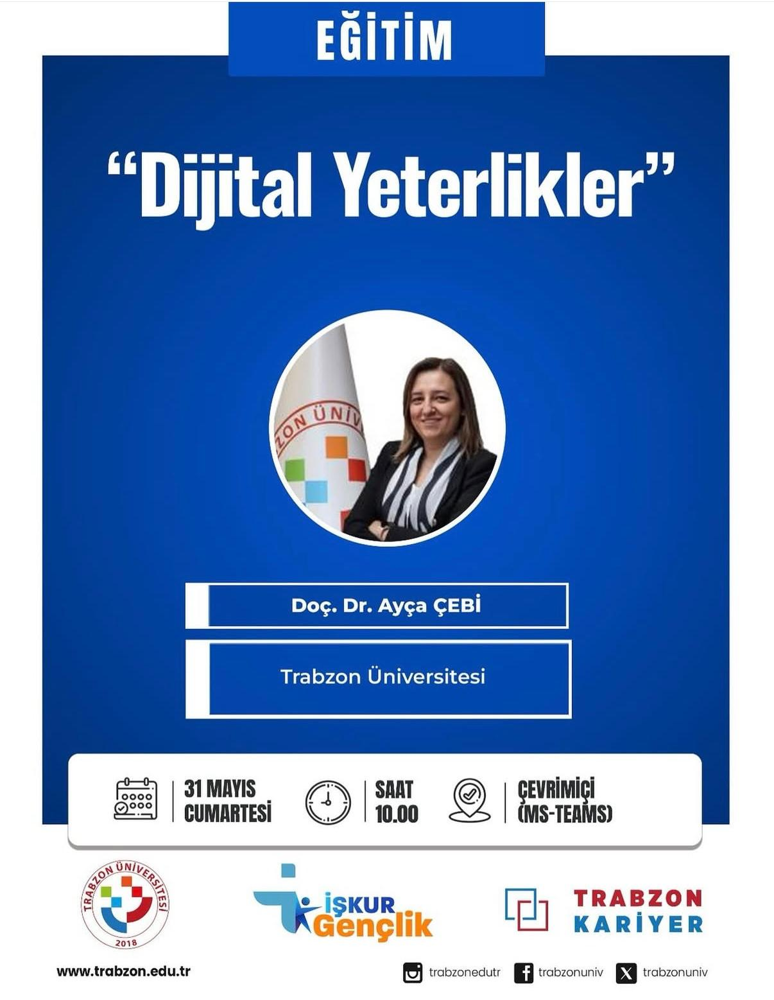 EĞİTİM
“Dijital Yeterlikler”
ZON ÜNİV
Doç. Dr. Ayça ÇEBİ
Trabzon Üniversitesi
31 MAYIS
CUMARTESİ
SAAT
10.00
ÇEVRİMİÇİ
(MS-TEAMS)
TRABZON ÜNİVERSİTESİ
2018
İŞKUR
Gençlik
TRABZON
KARİYER
www.trabzon.edu.tr
trabzonedutr
trabzonuniv
trabzonuniv